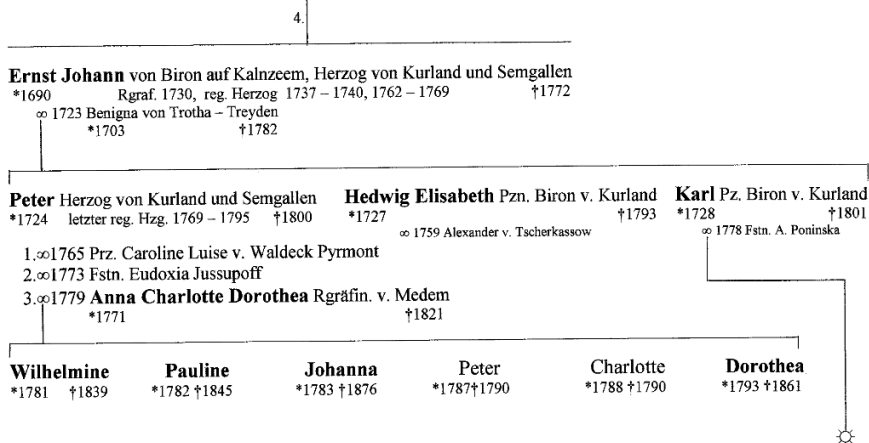 4.
Ernst Johann von Biron auf Kalnzeem, Herzog von Kurland und Semgallen
*1690 Rgraf. 1730, reg. Herzog 1737 – 1740, 1762 – 1769 †1772
∞ 1723 Benigna von Trotha – Treyden
*1703 †1782
Peter Herzog von Kurland und Semgallen Hedwig Elisabeth Pzn. Biron v. Kurland Karl Pz. Biron v. Kurland
*1724 letzter reg. Hzg. 1769 – 1795 †1800 *1727 †1793 *1728 †1801
∞ 1759 Alexander v. Tscherkassow ∞ 1778 Fstn. A. Poninska
1.∞1765 Prz. Caroline Luise v. Waldeck Pyrmont
2.∞1773 Fstn. Eudoxia Jussupoff
3.∞1779 Anna Charlotte Dorothea Rgräfin. v. Medem
*1771 †1821
Wilhelmine Pauline Johanna Peter Charlotte Dorothea
*1781 †1839 *1782 †1845 *1783 †1876 *1787†1790 *1788 †1790 *1793 †1861